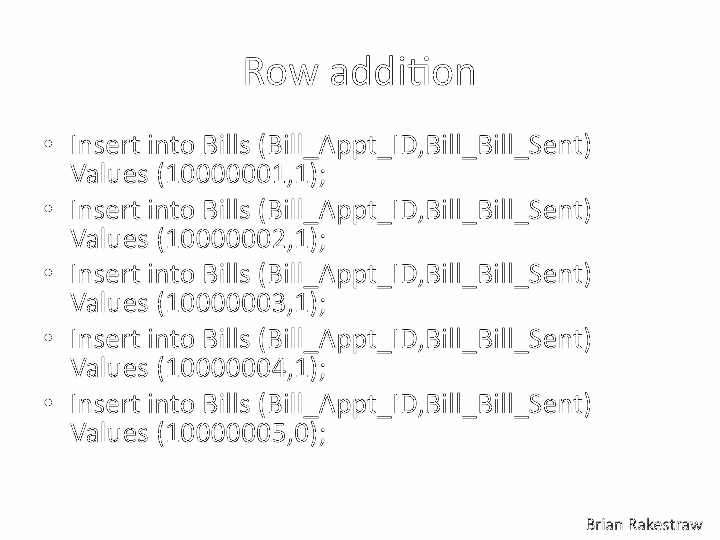 Row addition
• Insert into Bills (Bill_Appt_ID,Bill_Bill_Sent)
Values (10000001,1);
• Insert into Bills (Bill_Appt_ID,Bill_Bill_Sent)
Values (10000002,1);
• Insert into Bills (Bill_Appt_ID,Bill_Bill_Sent)
Values (10000003,1);
• Insert into Bills (Bill_Appt_ID,Bill_Bill_Sent)
Values (10000004,1);
• Insert into Bills (Bill_Appt_ID,Bill_Bill_Sent)
Values (10000005,0);
Brian Rakestraw